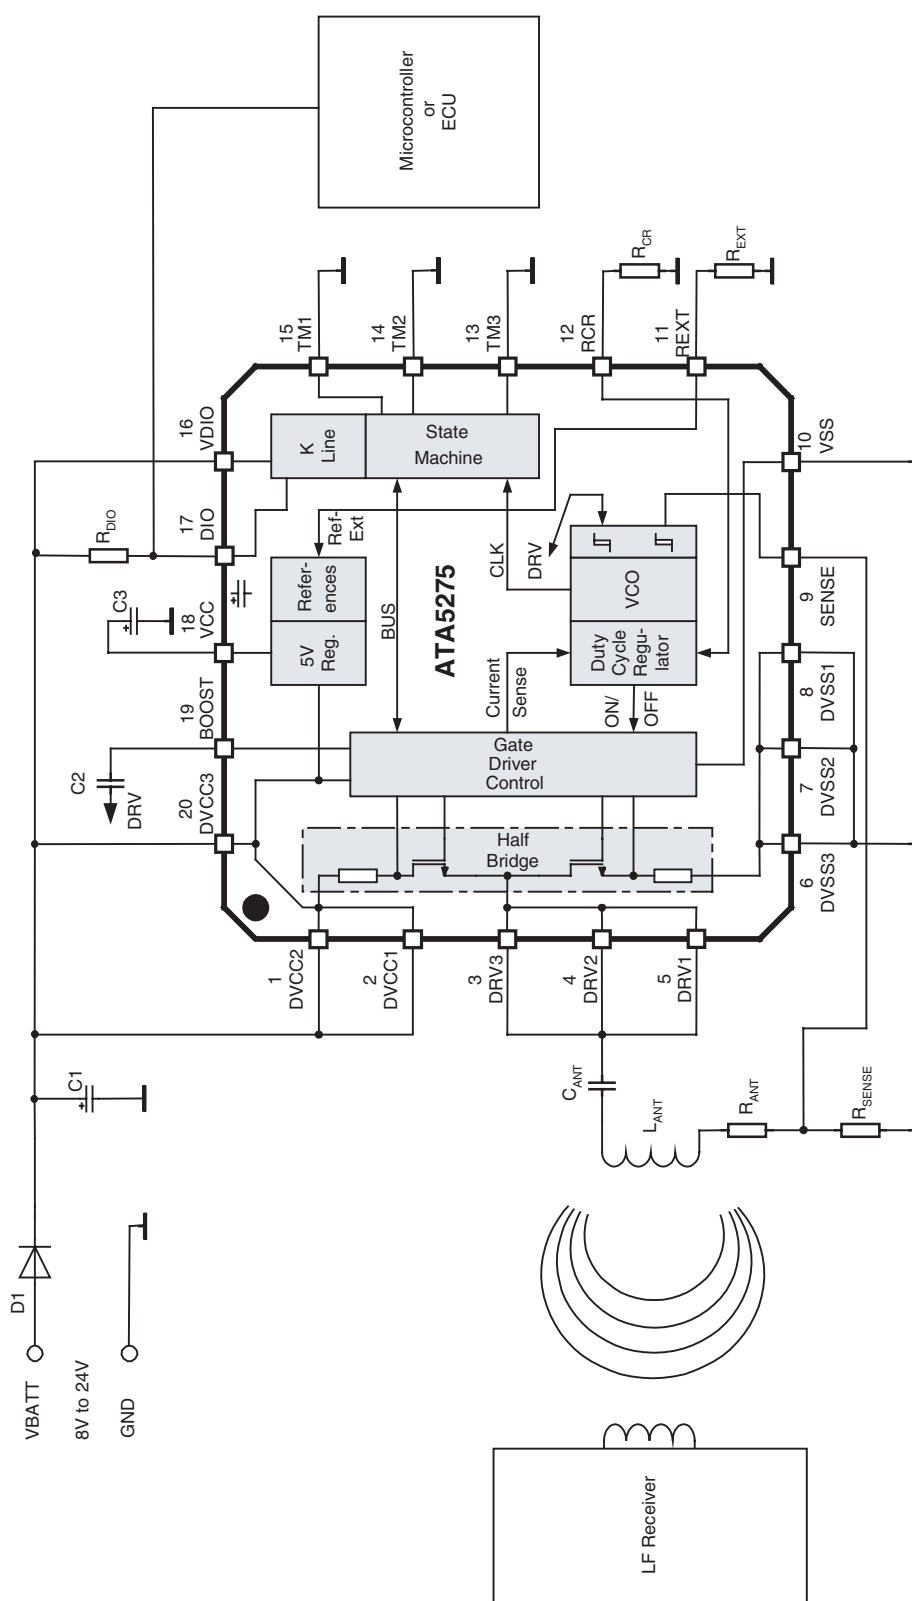 VBATT
8V to 24V
GND
D1
C1
LF Receiver
Microcontroller
or
ECU
ATA5275
1
DVCC2
2
DVCC1
3
DRV3
4
DRV2
5
DRV1
6
DVSS3
7
DVSS2
8
DVSS1
9
SENSE
10
VSS
11
REXT
12
RCR
13
TM3
14
TM2
15
TM1
16
VDIO
17
DIO
18
VCC
19
BOOST
20
DVCC3
C2
DRV
C3
RDIO
RCR
REXT
K
Line
State
Machine
Ref-
Ext
Refer-
ences
5V
Reg.
BUS
CLK
DRV
VCO
Duty
Cycle
Regu-
lator
Current
Sense
ON/
OFF
Gate
Driver
Control
Half
Bridge
CANT
LANT
RANT
RSENSE